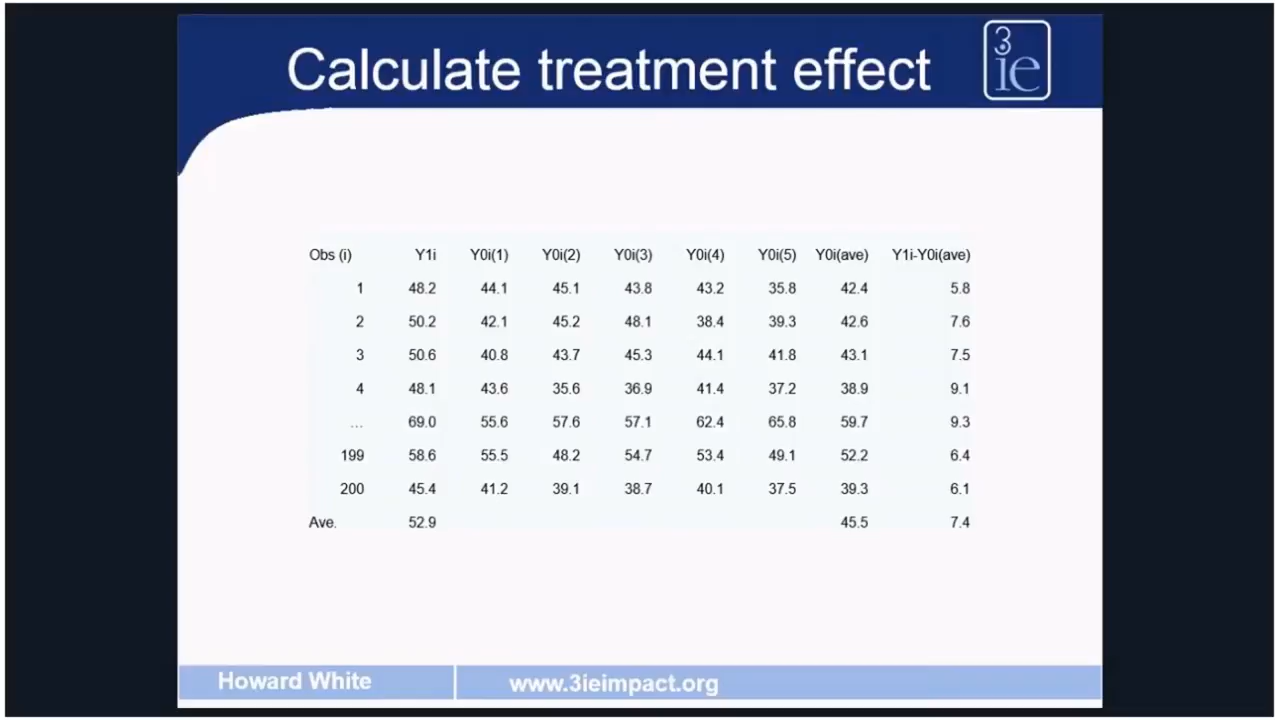 Calculate treatment effect
3
ie
Obs (i) Y1i Y0i(1) Y0i(2) Y0i(3) Y0i(4) Y0i(5) Y0i(ave) Y1i-Y0i(ave)
1 48.2 44.1 45.1 43.8 43.2 35.8 42.4 5.8
2 50.2 42.1 45.2 48.1 38.4 39.3 42.6 7.6
3 50.6 40.8 43.7 45.3 44.1 41.8 43.1 7.5
4 48.1 43.6 35.6 36.9 41.4 37.2 38.9 9.1
... 69.0 55.6 57.6 57.1 62.4 65.8 59.7 9.3
199 58.6 55.5 48.2 54.7 53.4 49.1 52.2 6.4
200 45.4 41.2 39.1 38.7 40.1 37.5 39.3 6.1
Ave. 52.9 45.5 7.4
Howard White www.3ieimpact.org